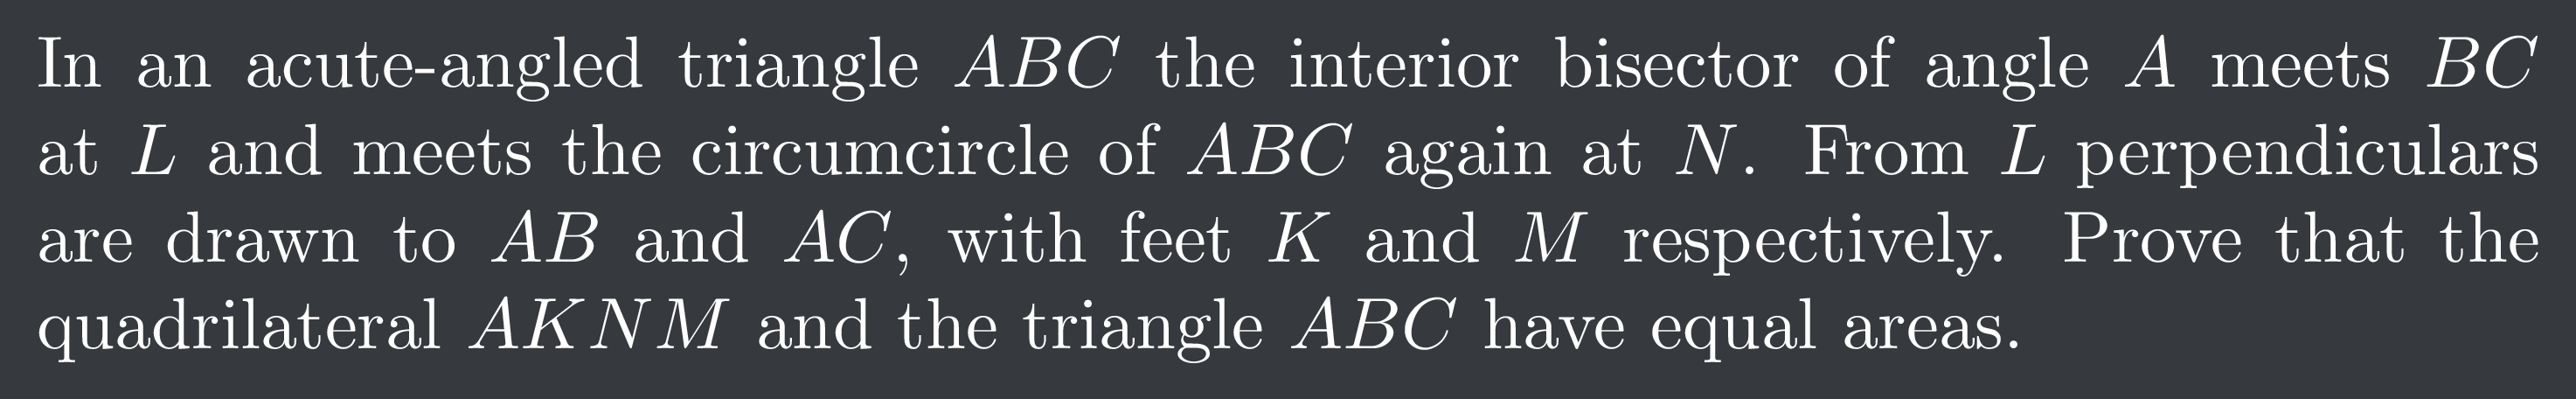 In an acute-angled triangle ABC the interior bisector of angle A meets BC
at L and meets the circumcircle of ABC again at N. From L perpendiculars
are drawn to AB and AC, with feet K and M respectively. Prove that the
quadrilateral AKNM and the triangle ABC have equal areas.